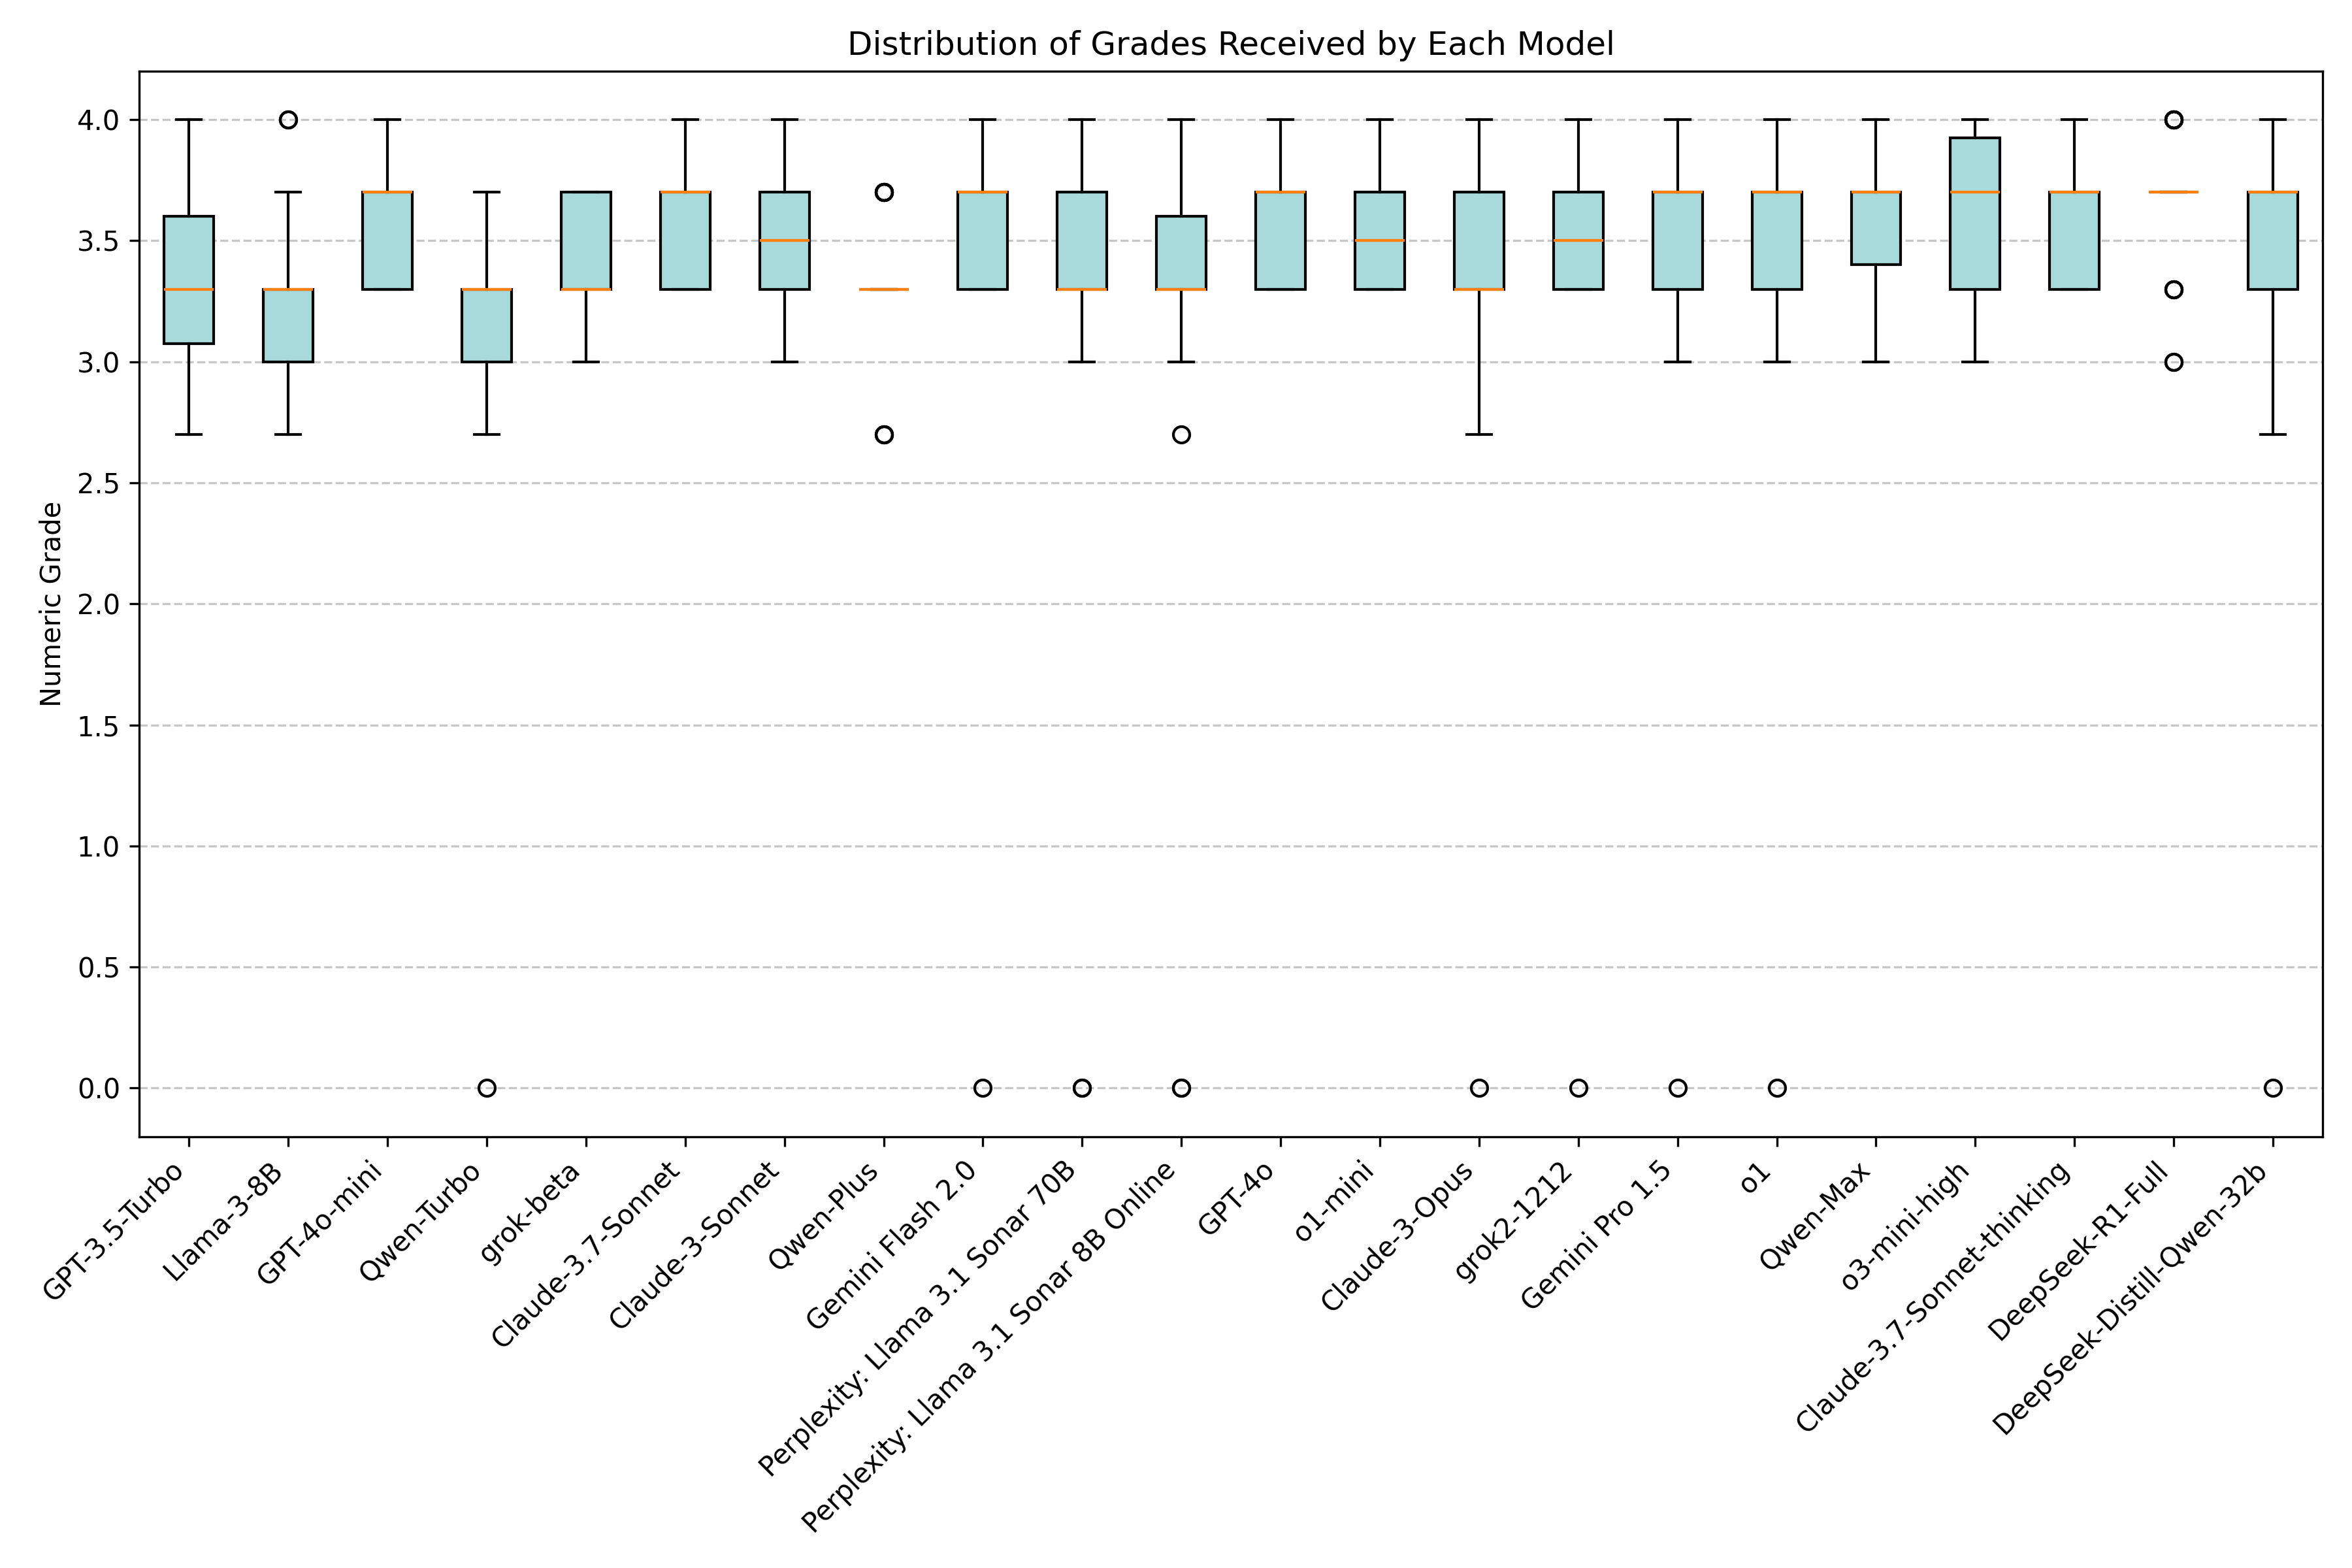 Distribution of Grades Received by Each Model
Numeric Grade
4.0
3.5
3.0
2.5
2.0
1.5
1.0
0.5
0.0
GPT-3.5-Turbo
Llama-3-8B
GPT-4o-mini
Qwen-Turbo
grok-beta
Claude-3.7-Sonnet
Claude-3-Sonnet
Qwen-Plus
Gemini Flash 2.0
Perplexity: Llama 3.1 Sonar 70B
Perplexity: Llama 3.1 Sonar 8B Online
GPT-4o
o1-mini
Claude-3-Opus
grok2-1212
Gemini Pro 1.5
o1
Qwen-Max
o3-mini-high
Claude-3.7-Sonnet-thinking
DeepSeek-R1-Full
DeepSeek-Distill-Qwen-32b